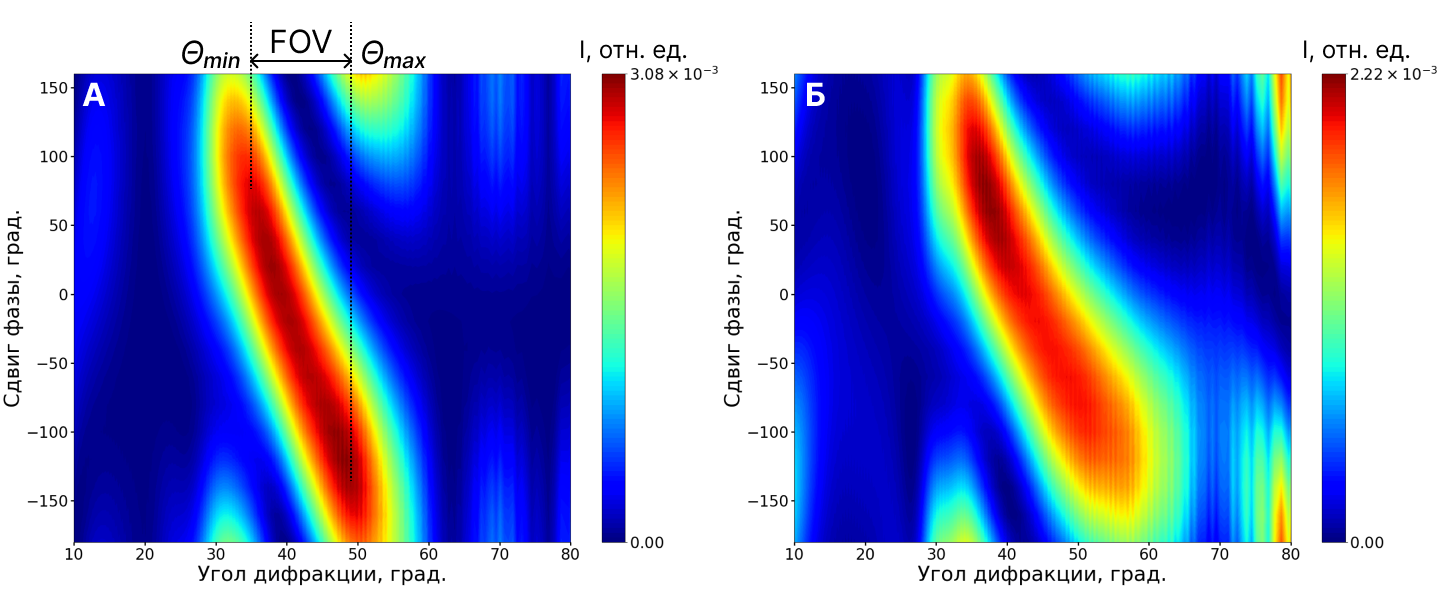 Θmin FOV Θmax
I, отн. ед.
3.08 × 10⁻³
А
150
100
50
0
−50
−100
−150
Сдвиг фазы, град.
10 20 30 40 50 60 70 80
Угол дифракции, град.
0.00
I, отн. ед.
2.22 × 10⁻³
Б
150
100
50
0
−50
−100
−150
Сдвиг фазы, град.
10 20 30 40 50 60 70 80
Угол дифракции, град.
0.00